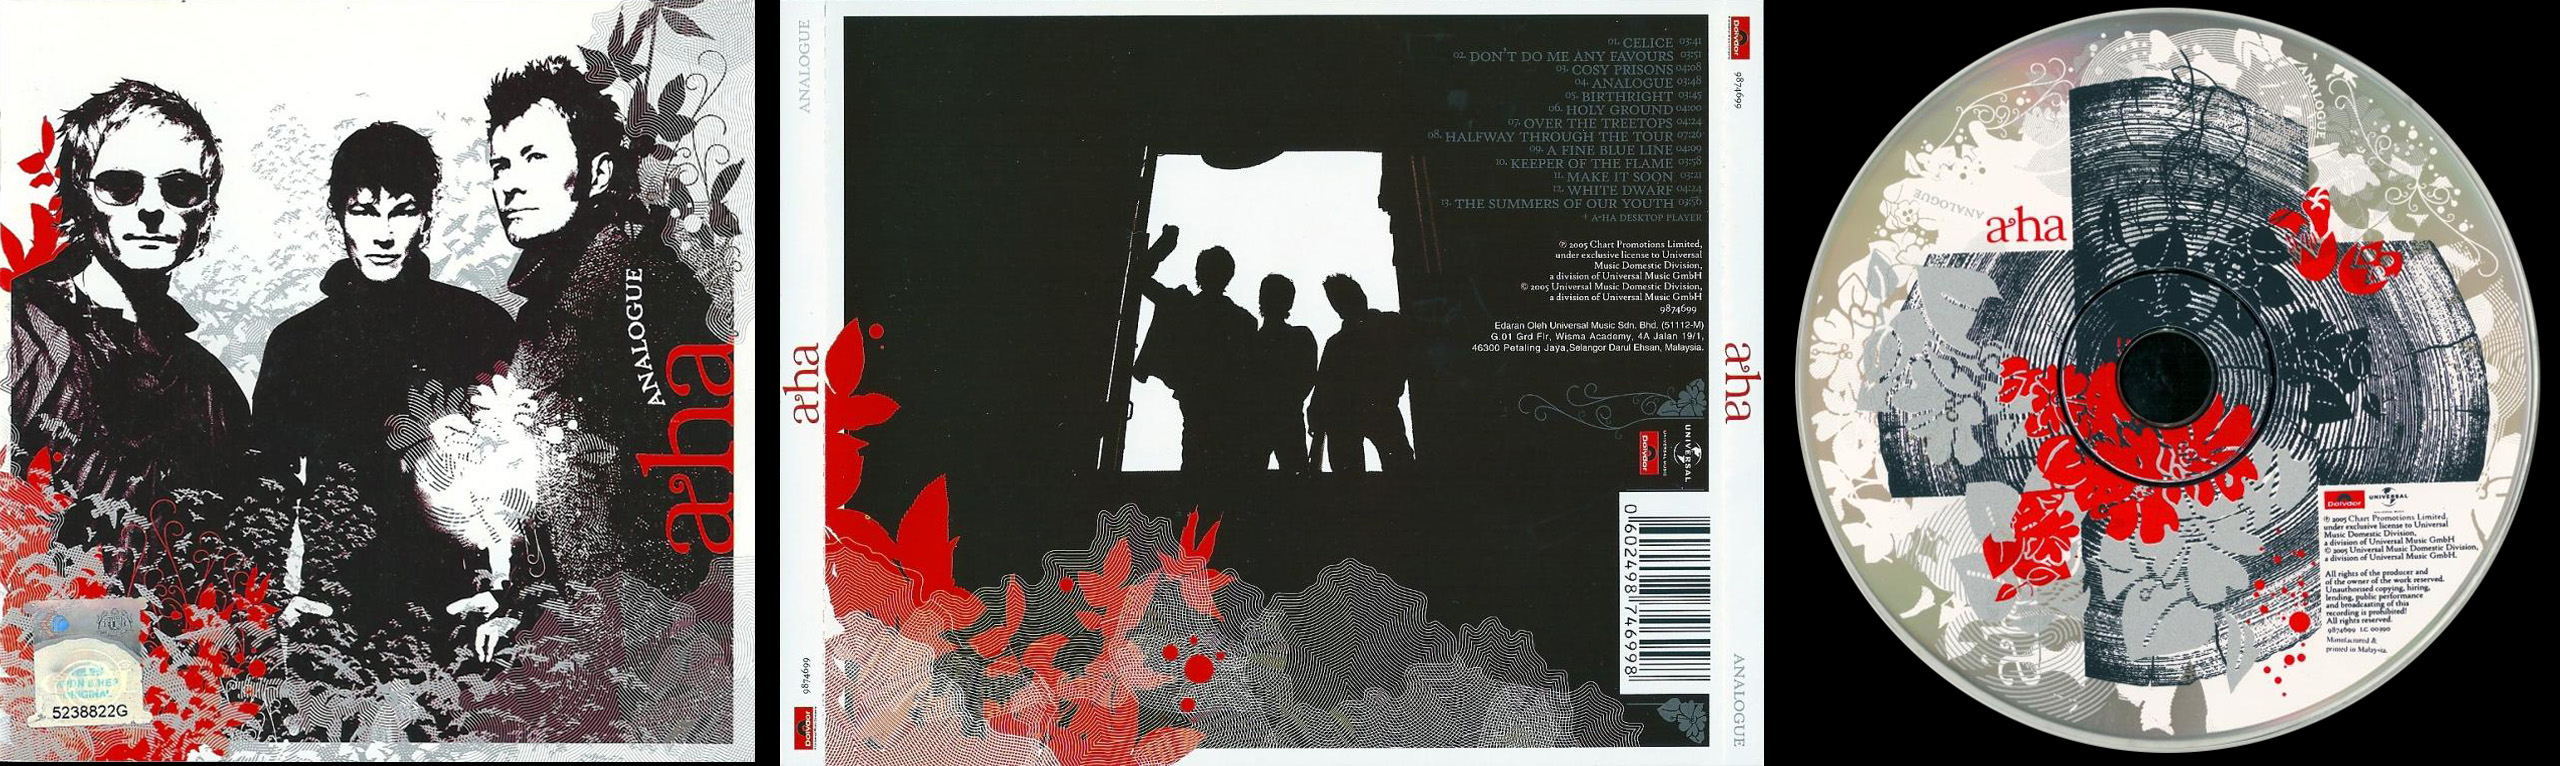 ANALOGUE
a-ha
5238822G
ANALOGUE
a-ha
9874699
Polydor
01. CELICE 03:41
02. DON'T DO ME ANY FAVOURS 03:51
03. COSY PRISONS 04:08
04. ANALOGUE 03:48
05. BIRTHRIGHT 03:45
06. HOLY GROUND 04:00
07. OVER THE TREETOPS 04:24
08. HALFWAY THROUGH THE TOUR 07:26
09. A FINE BLUE LINE 04:09
10. KEEPER OF THE FLAME 03:58
11. MAKE IT SOON 03:21
12. WHITE DWARF 04:24
13. THE SUMMERS OF OUR YOUTH 03:56
+ A-HA DESKTOP PLAYER
℗ 2005 Chart Promotions Limited,
under exclusive license to Universal
Music Domestic Division,
a division of Universal Music GmbH
© 2005 Universal Music Domestic Division,
a division of Universal Music GmbH
9874699
Edaran Oleh Universal Music Sdn. Bhd. (51112-M)
G.01 Grd Flr, Wisma Academy, 4A Jalan 19/1,
46300 Petaling Jaya,Selangor Darul Ehsan, Malaysia.
Polydor
UNIVERSAL MUSIC
UNIVERSAL
0602498746998
Polydor
9874699
a-ha
ANALOGUE
ANALOGUE
ANALOGUE
a-ha
Polydor
UNIVERSAL
℗ 2005 Chart Promotions Limited,
under exclusive license to Universal
Music Domestic Division,
a division of Universal Music GmbH
© 2005 Universal Music Domestic Division,
a division of Universal Music GmbH.
All rights of the producer and
of the owner of the work reserved.
Unauthorised copying, hiring,
lending, public performance
and broadcasting of this
recording is prohibited!
All rights reserved.
9874699 LC 00309
Manufactured &
printed in Malaysia.